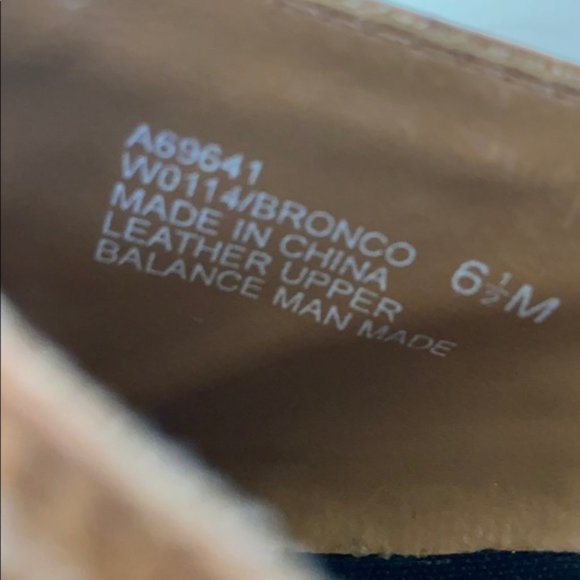 A69641
W0114/BRONCO
MADE IN CHINA
LEATHER UPPER
BALANCE MAN MADE
6½M